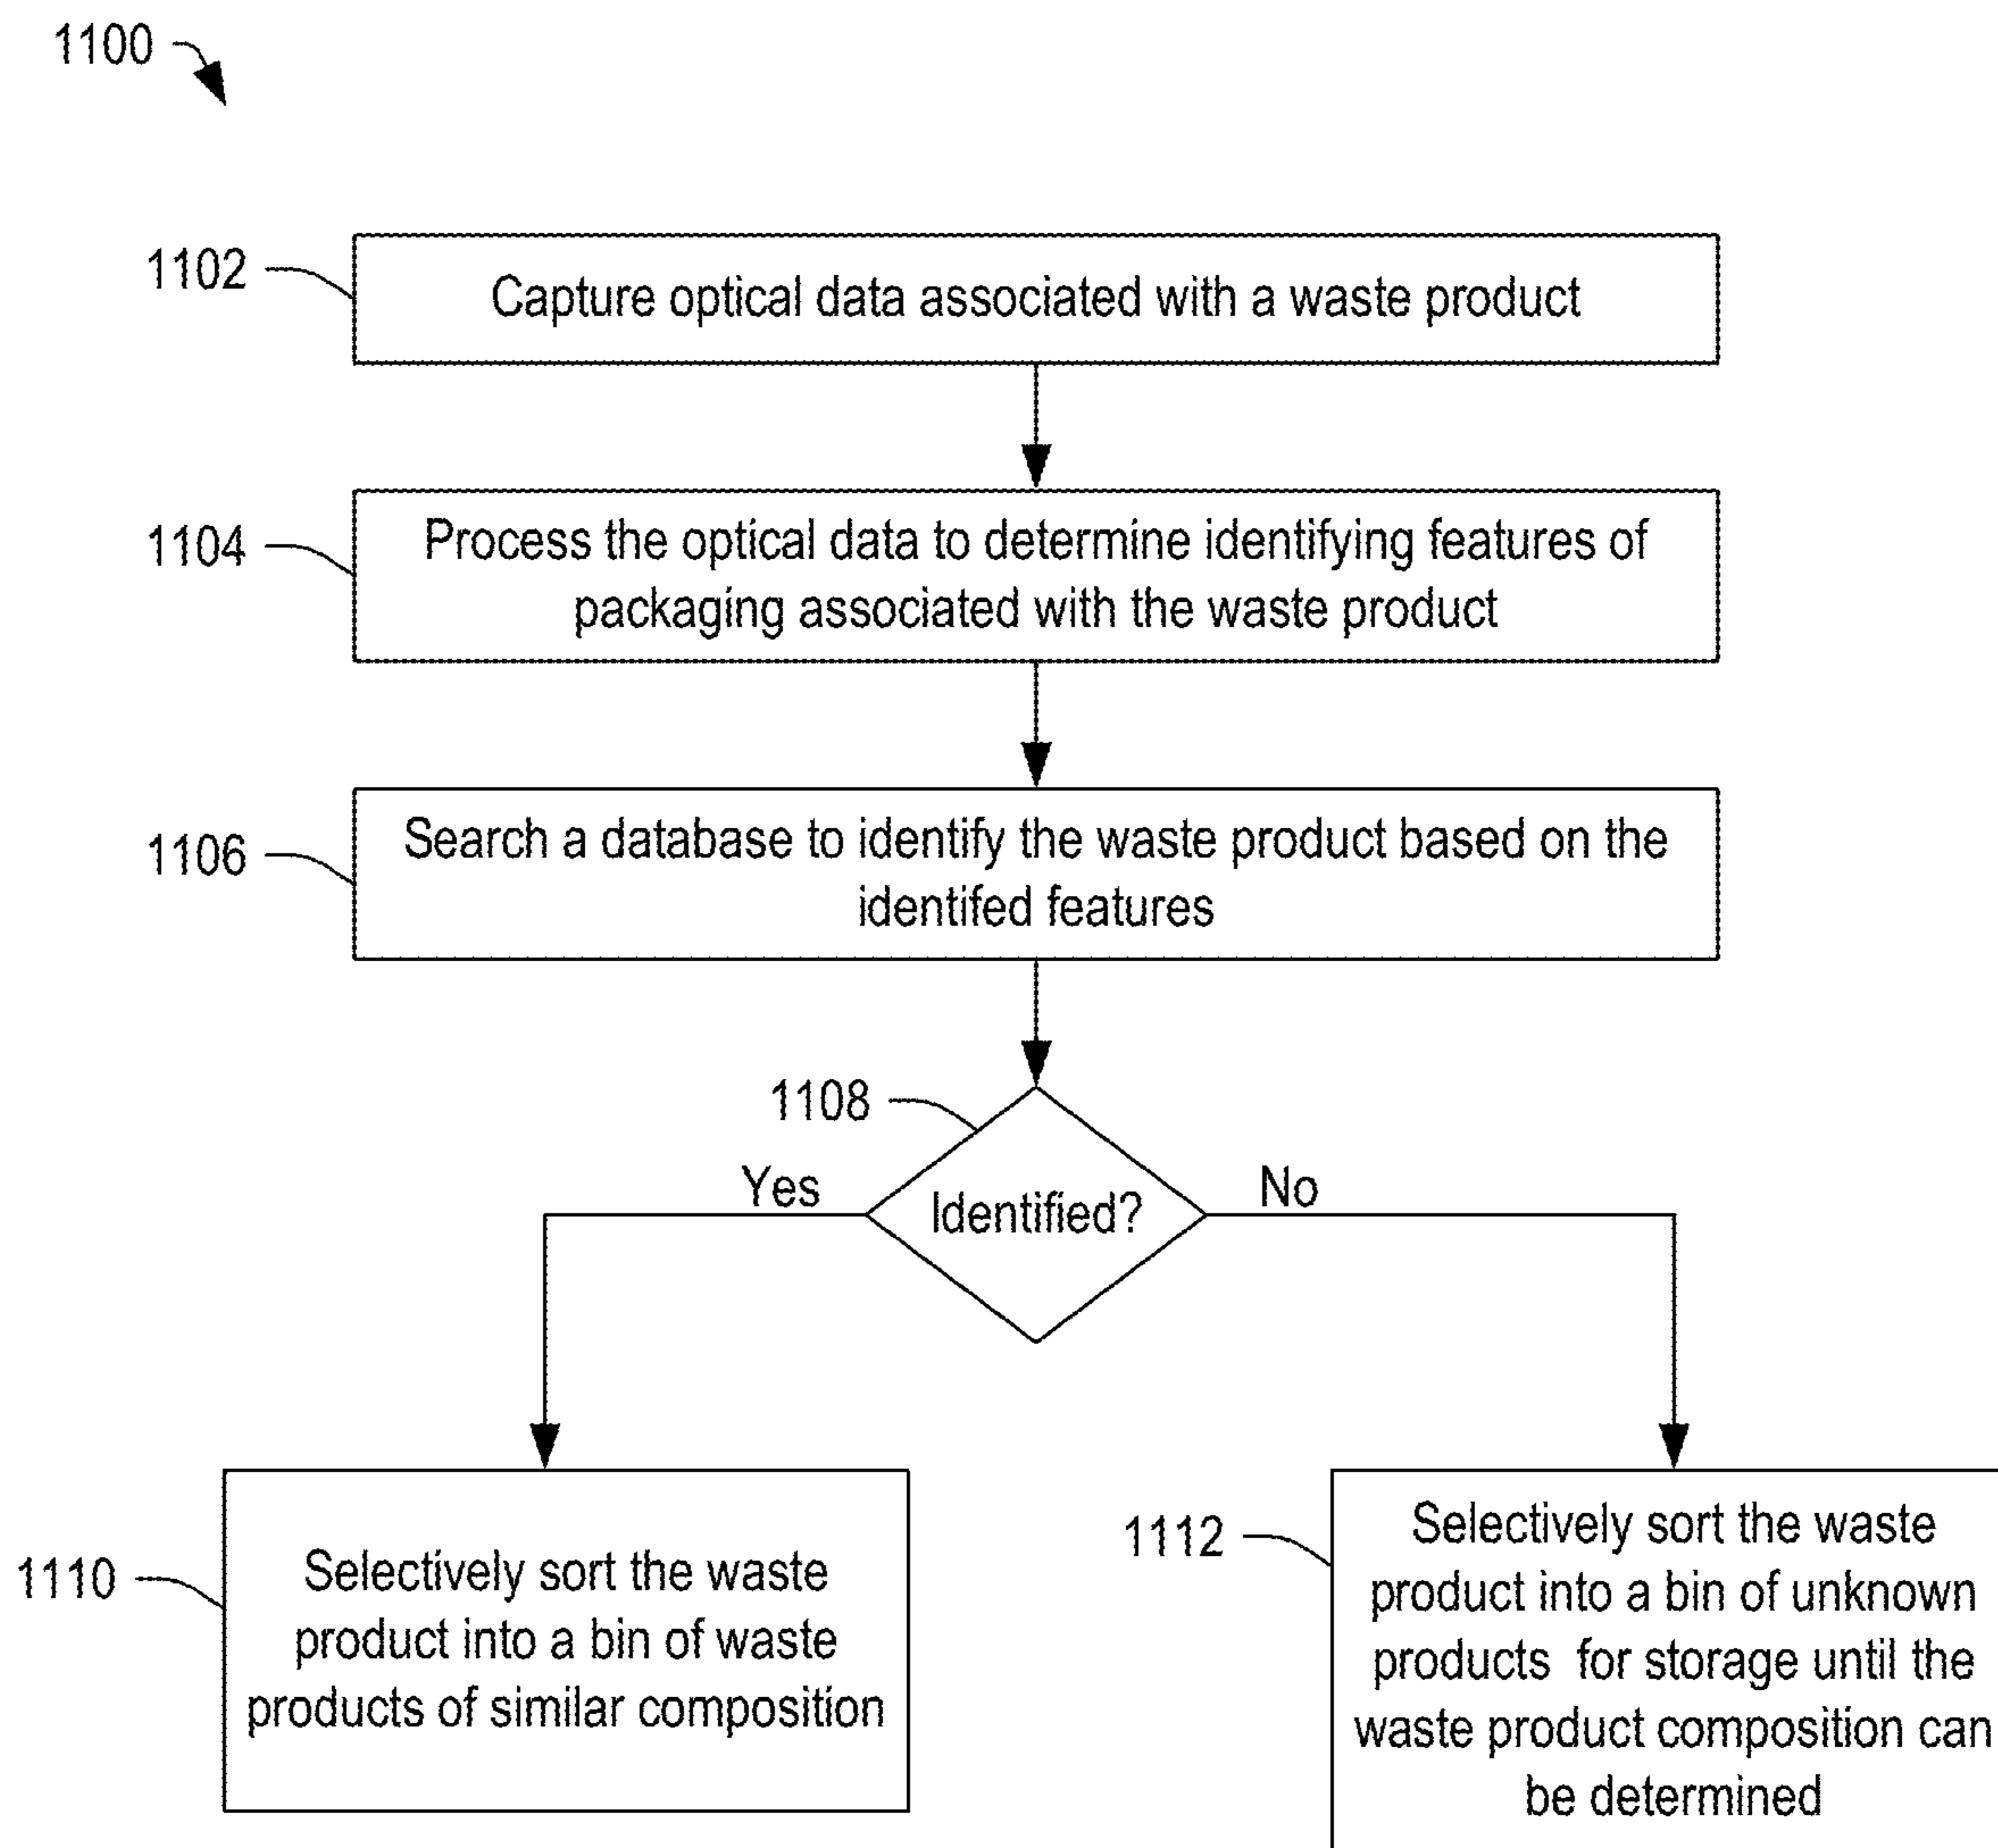 1100
1102
Capture optical data associated with a waste product
1104
Process the optical data to determine identifying features of
packaging associated with the waste product
1106
Search a database to identify the waste product based on the
identifed features
1108
Yes
Identified?
No
1110
Selectively sort the waste
product into a bin of waste
products of similar composition
1112
Selectively sort the waste
product into a bin of unknown
products for storage until the
waste product composition can
be determined